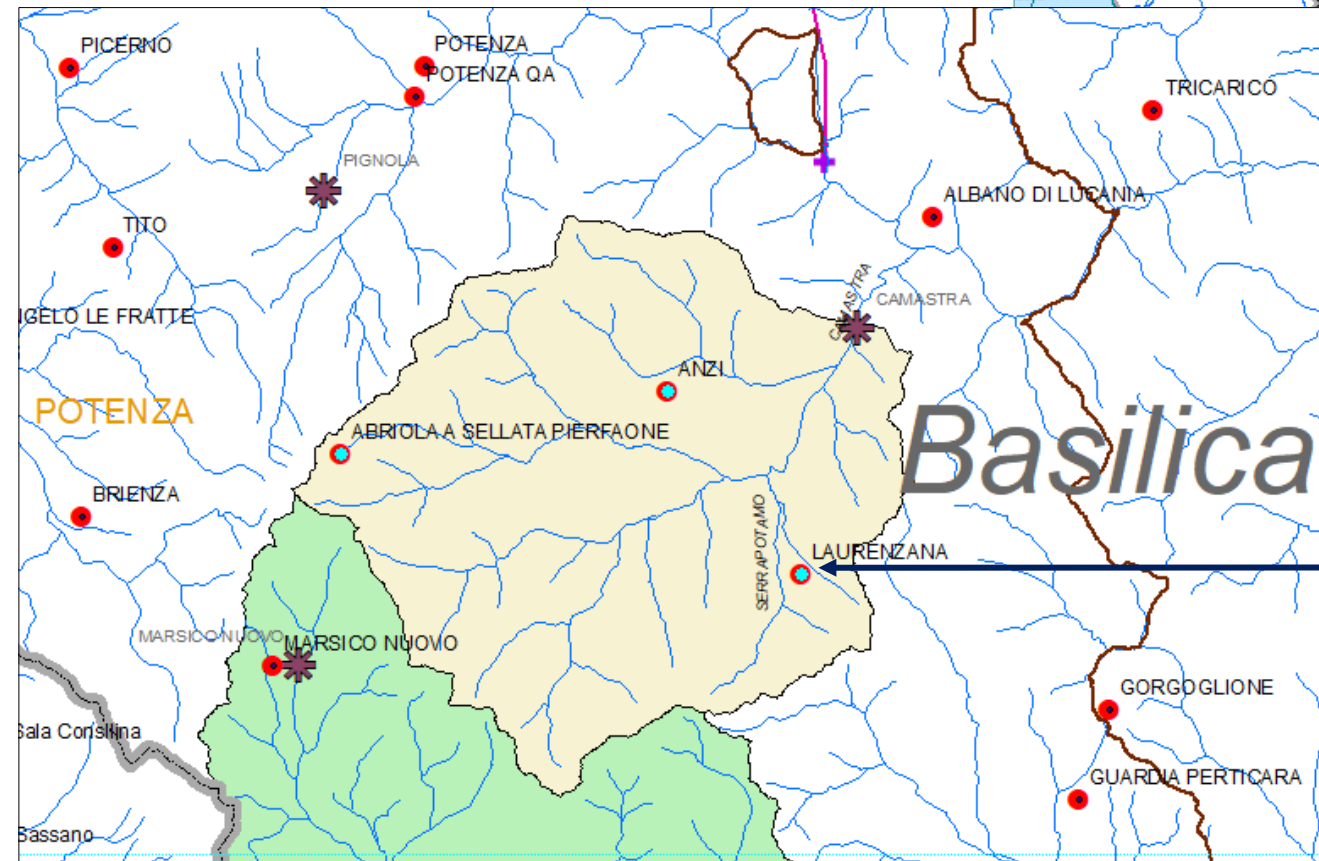 PICERNO
POTENZA
POTENZA QA
TRICARICO
PIGNOLA
ALBANO DI LUCANIA
TITO
CAMASTRA
CAMASTRA
NGELO LE FRATTE
ANZI
POTENZA
Basilica
ABRIOLA A SELLATA PIERFAONE
BRIENZA
SERRAPOTAMO
LAURENZANA
MARSICO NUOVO
MARSICO NUOVO
GORGOGLIONE
Sala Consilina
GUARDIA PERTICARA
Sassano